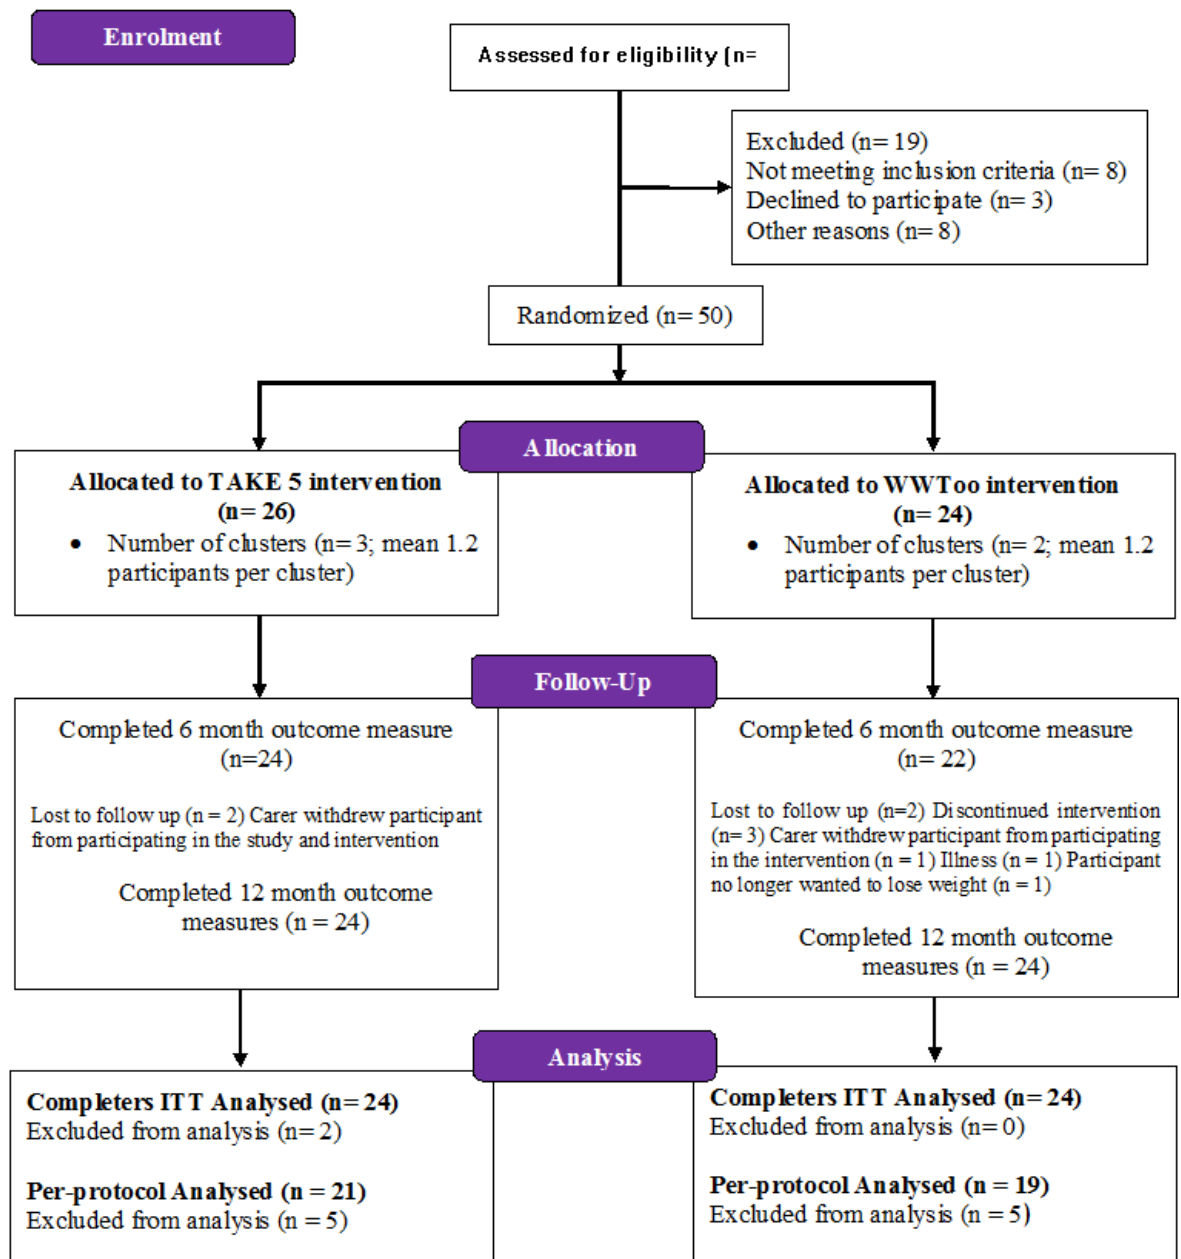 Enrolment
Assessed for eligibility (n=
Excluded (n= 19)
Not meeting inclusion criteria (n= 8)
Declined to participate (n= 3)
Other reasons (n= 8)
Randomized (n= 50)
Allocation
Allocated to TAKE 5 intervention
(n= 26)
• Number of clusters (n= 3; mean 1.2
participants per cluster)
Allocated to WWToo intervention
(n= 24)
• Number of clusters (n= 2; mean 1.2
participants per cluster)
Follow-Up
Completed 6 month outcome measure
(n=24)
Lost to follow up (n = 2) Carer withdrew participant
from participating in the study and intervention
Completed 12 month outcome
measures (n = 24)
Completed 6 month outcome measure
(n= 22)
Lost to follow up (n=2) Discontinued intervention
(n= 3) Carer withdrew participant from participating
in the intervention (n = 1) Illness (n = 1) Participant
no longer wanted to lose weight (n = 1)
Completed 12 month outcome
measures (n = 24)
Analysis
Completers ITT Analysed (n= 24)
Excluded from analysis (n= 2)
Per-protocol Analysed (n = 21)
Excluded from analysis (n = 5)
Completers ITT Analysed (n= 24)
Excluded from analysis (n= 0)
Per-protocol Analysed (n = 19)
Excluded from analysis (n = 5)